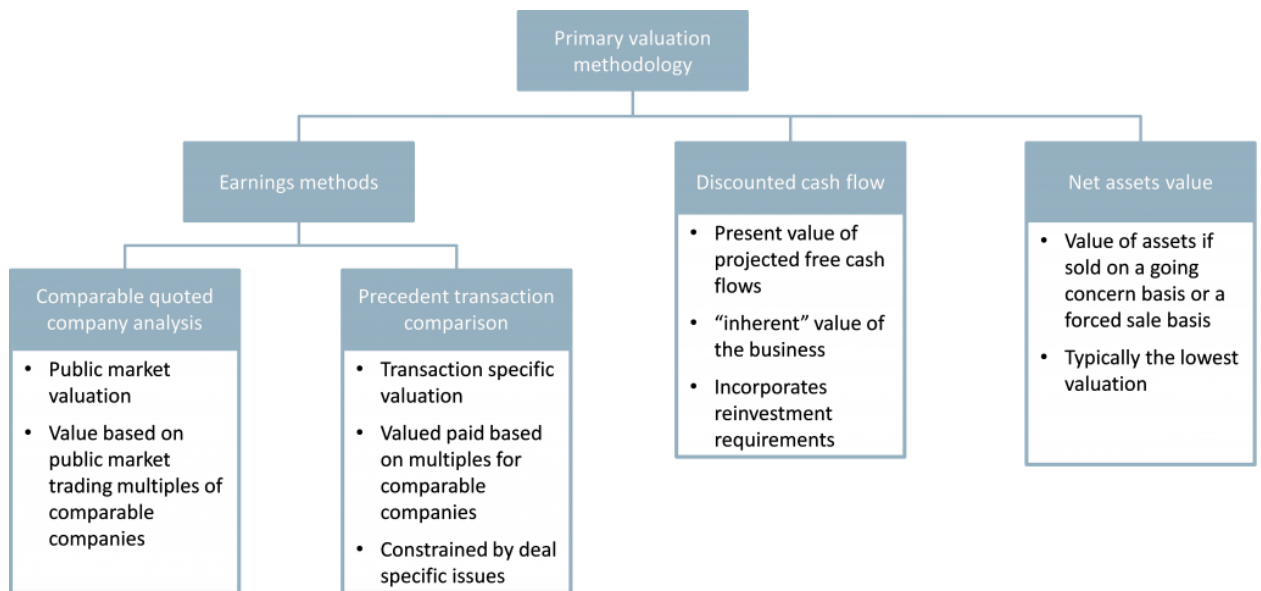 Primary valuation
methodology
Earnings methods
Discounted cash flow
Net assets value
• Present value of
projected free cash
flows
• “inherent” value of
the business
• Incorporates
reinvestment
requirements
• Value of assets if
sold on a going
concern basis or a
forced sale basis
• Typically the lowest
valuation
Comparable quoted
company analysis
• Public market
valuation
• Value based on
public market
trading multiples of
comparable
companies
Precedent transaction
comparison
• Transaction specific
valuation
• Valued paid based
on multiples for
comparable
companies
• Constrained by deal
specific issues